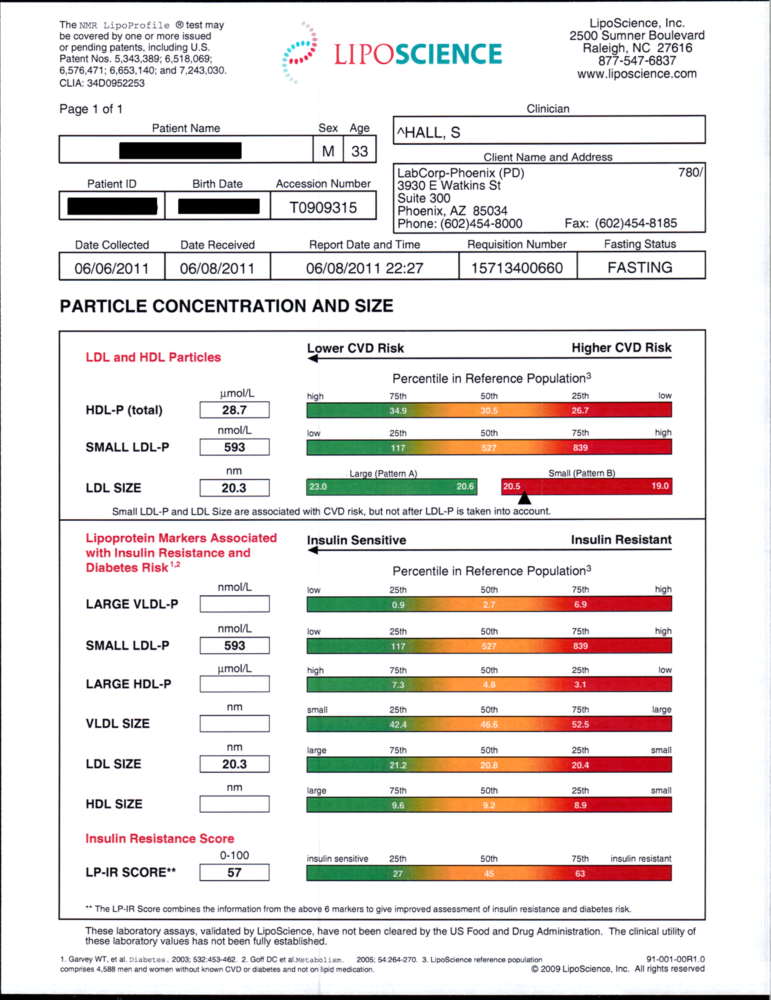 The NMR LipoProfile ® test may
be covered by one or more issued
or pending patents, including U.S.
Patent Nos. 5,343,389; 6,518,069;
6,576,471; 6,653,140; and 7,243,030.
CLIA: 34D0952253
LIPOSCIENCE
LipoScience, Inc.
2500 Sumner Boulevard
Raleigh, NC 27616
877-547-6837
www.liposcience.com
Page 1 of 1
Clinician
^HALL, S
Patient Name Sex Age
M 33
Client Name and Address
LabCorp-Phoenix (PD) 780/
3930 E Watkins St
Suite 300
Phoenix, AZ 85034
Phone: (602)454-8000 Fax: (602)454-8185
Patient ID Birth Date Accession Number
T0909315
Date Collected Date Received Report Date and Time Requisition Number Fasting Status
06/06/2011 06/08/2011 06/08/2011 22:27 15713400660 FASTING
PARTICLE CONCENTRATION AND SIZE
LDL and HDL Particles
Lower CVD Risk Higher CVD Risk
Percentile in Reference Population3
µmol/L high 75th 50th 25th low
HDL-P (total) 28.7 34.9 30.5 26.7
nmol/L low 25th 50th 75th high
SMALL LDL-P 593 117 527 839
nm Large (Pattern A) Small (Pattern B)
LDL SIZE 20.3 23.0 20.6 20.5 19.0
Small LDL-P and LDL Size are associated with CVD risk, but not after LDL-P is taken into account.
Lipoprotein Markers Associated
with Insulin Resistance and
Diabetes Risk1,2
Insulin Sensitive Insulin Resistant
Percentile in Reference Population3
nmol/L low 25th 50th 75th high
LARGE VLDL-P 0.9 2.7 6.9
nmol/L low 25th 50th 75th high
SMALL LDL-P 593 117 527 839
µmol/L high 75th 50th 25th low
LARGE HDL-P 7.3 4.8 3.1
nm small 25th 50th 75th large
VLDL SIZE 42.4 46.6 52.5
nm large 75th 50th 25th small
LDL SIZE 20.3 21.2 20.8 20.4
nm large 75th 50th 25th small
HDL SIZE 9.6 9.2 8.9
Insulin Resistance Score
0-100 insulin sensitive 25th 50th 75th insulin resistant
LP-IR SCORE** 57 27 45 63
** The LP-IR Score combines the information from the above 6 markers to give improved assessment of insulin resistance and diabetes risk.
These laboratory assays, validated by LipoScience, have not been cleared by the US Food and Drug Administration. The clinical utility of
these laboratory values has not been fully established.
1. Garvey WT, et al. Diabetes. 2003; 532:453-462. 2. Goff DC et al.Metabolism. 2005; 54:264-270. 3. LipoScience reference population 91-001-00R1.0
comprises 4,588 men and women without known CVD or diabetes and not on lipid medication. © 2009 LipoScience, Inc. All rights reserved